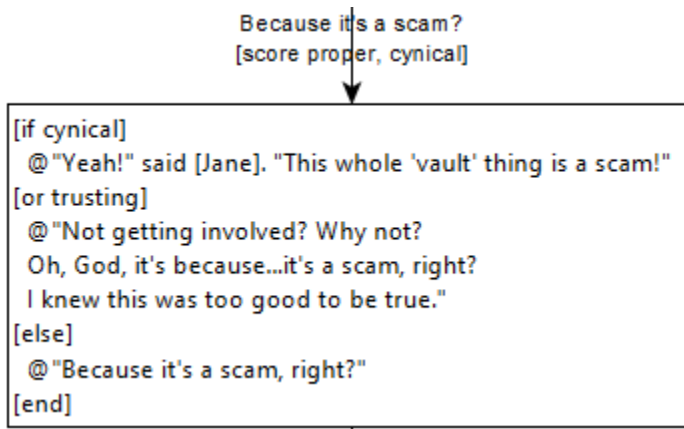 Because it's a scam?
[score proper, cynical]
[if cynical]
@"Yeah!" said [Jane]. "This whole 'vault' thing is a scam!"
[or trusting]
@"Not getting involved? Why not?
Oh, God, it's because...it's a scam, right?
I knew this was too good to be true."
[else]
@"Because it's a scam, right?"
[end]